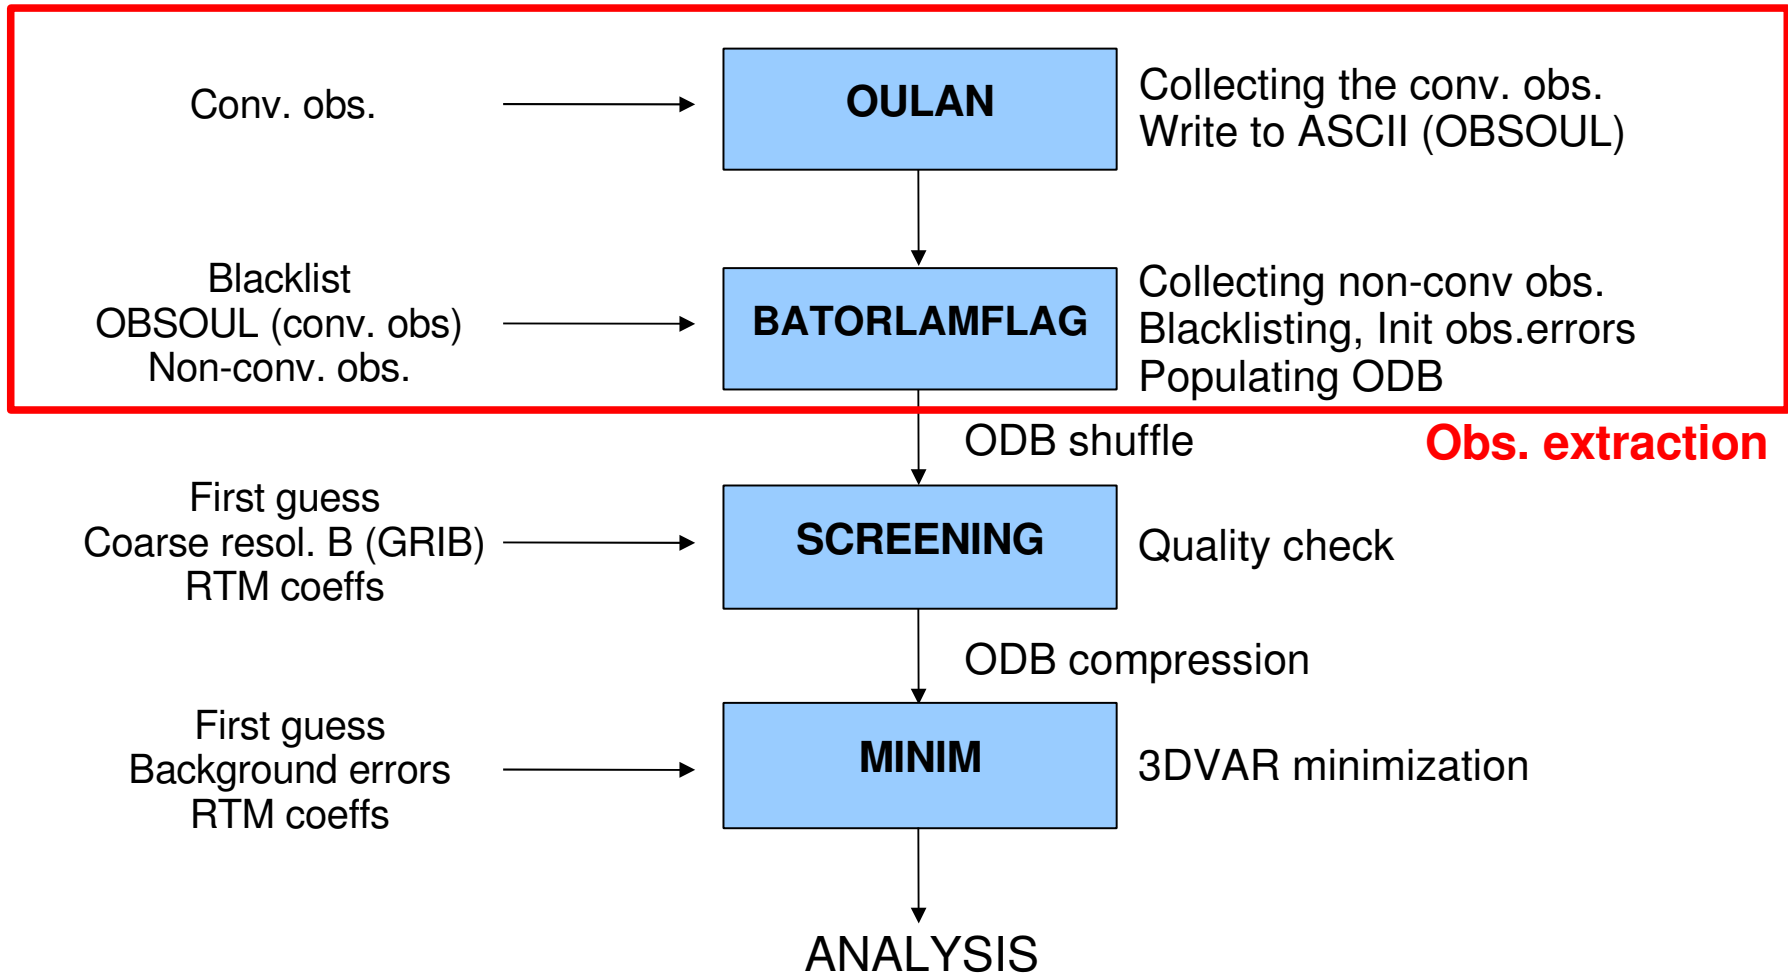 Conv. obs.
OULAN
Collecting the conv. obs.
Write to ASCII (OBSOUL)
Blacklist
OBSOUL (conv. obs)
Non-conv. obs.
BATORLAMFLAG
Collecting non-conv obs.
Blacklisting, Init obs.errors
Populating ODB
ODB shuffle
Obs. extraction
First guess
Coarse resol. B (GRIB)
RTM coeffs
SCREENING
Quality check
ODB compression
First guess
Background errors
RTM coeffs
MINIM
3DVAR minimization
ANALYSIS